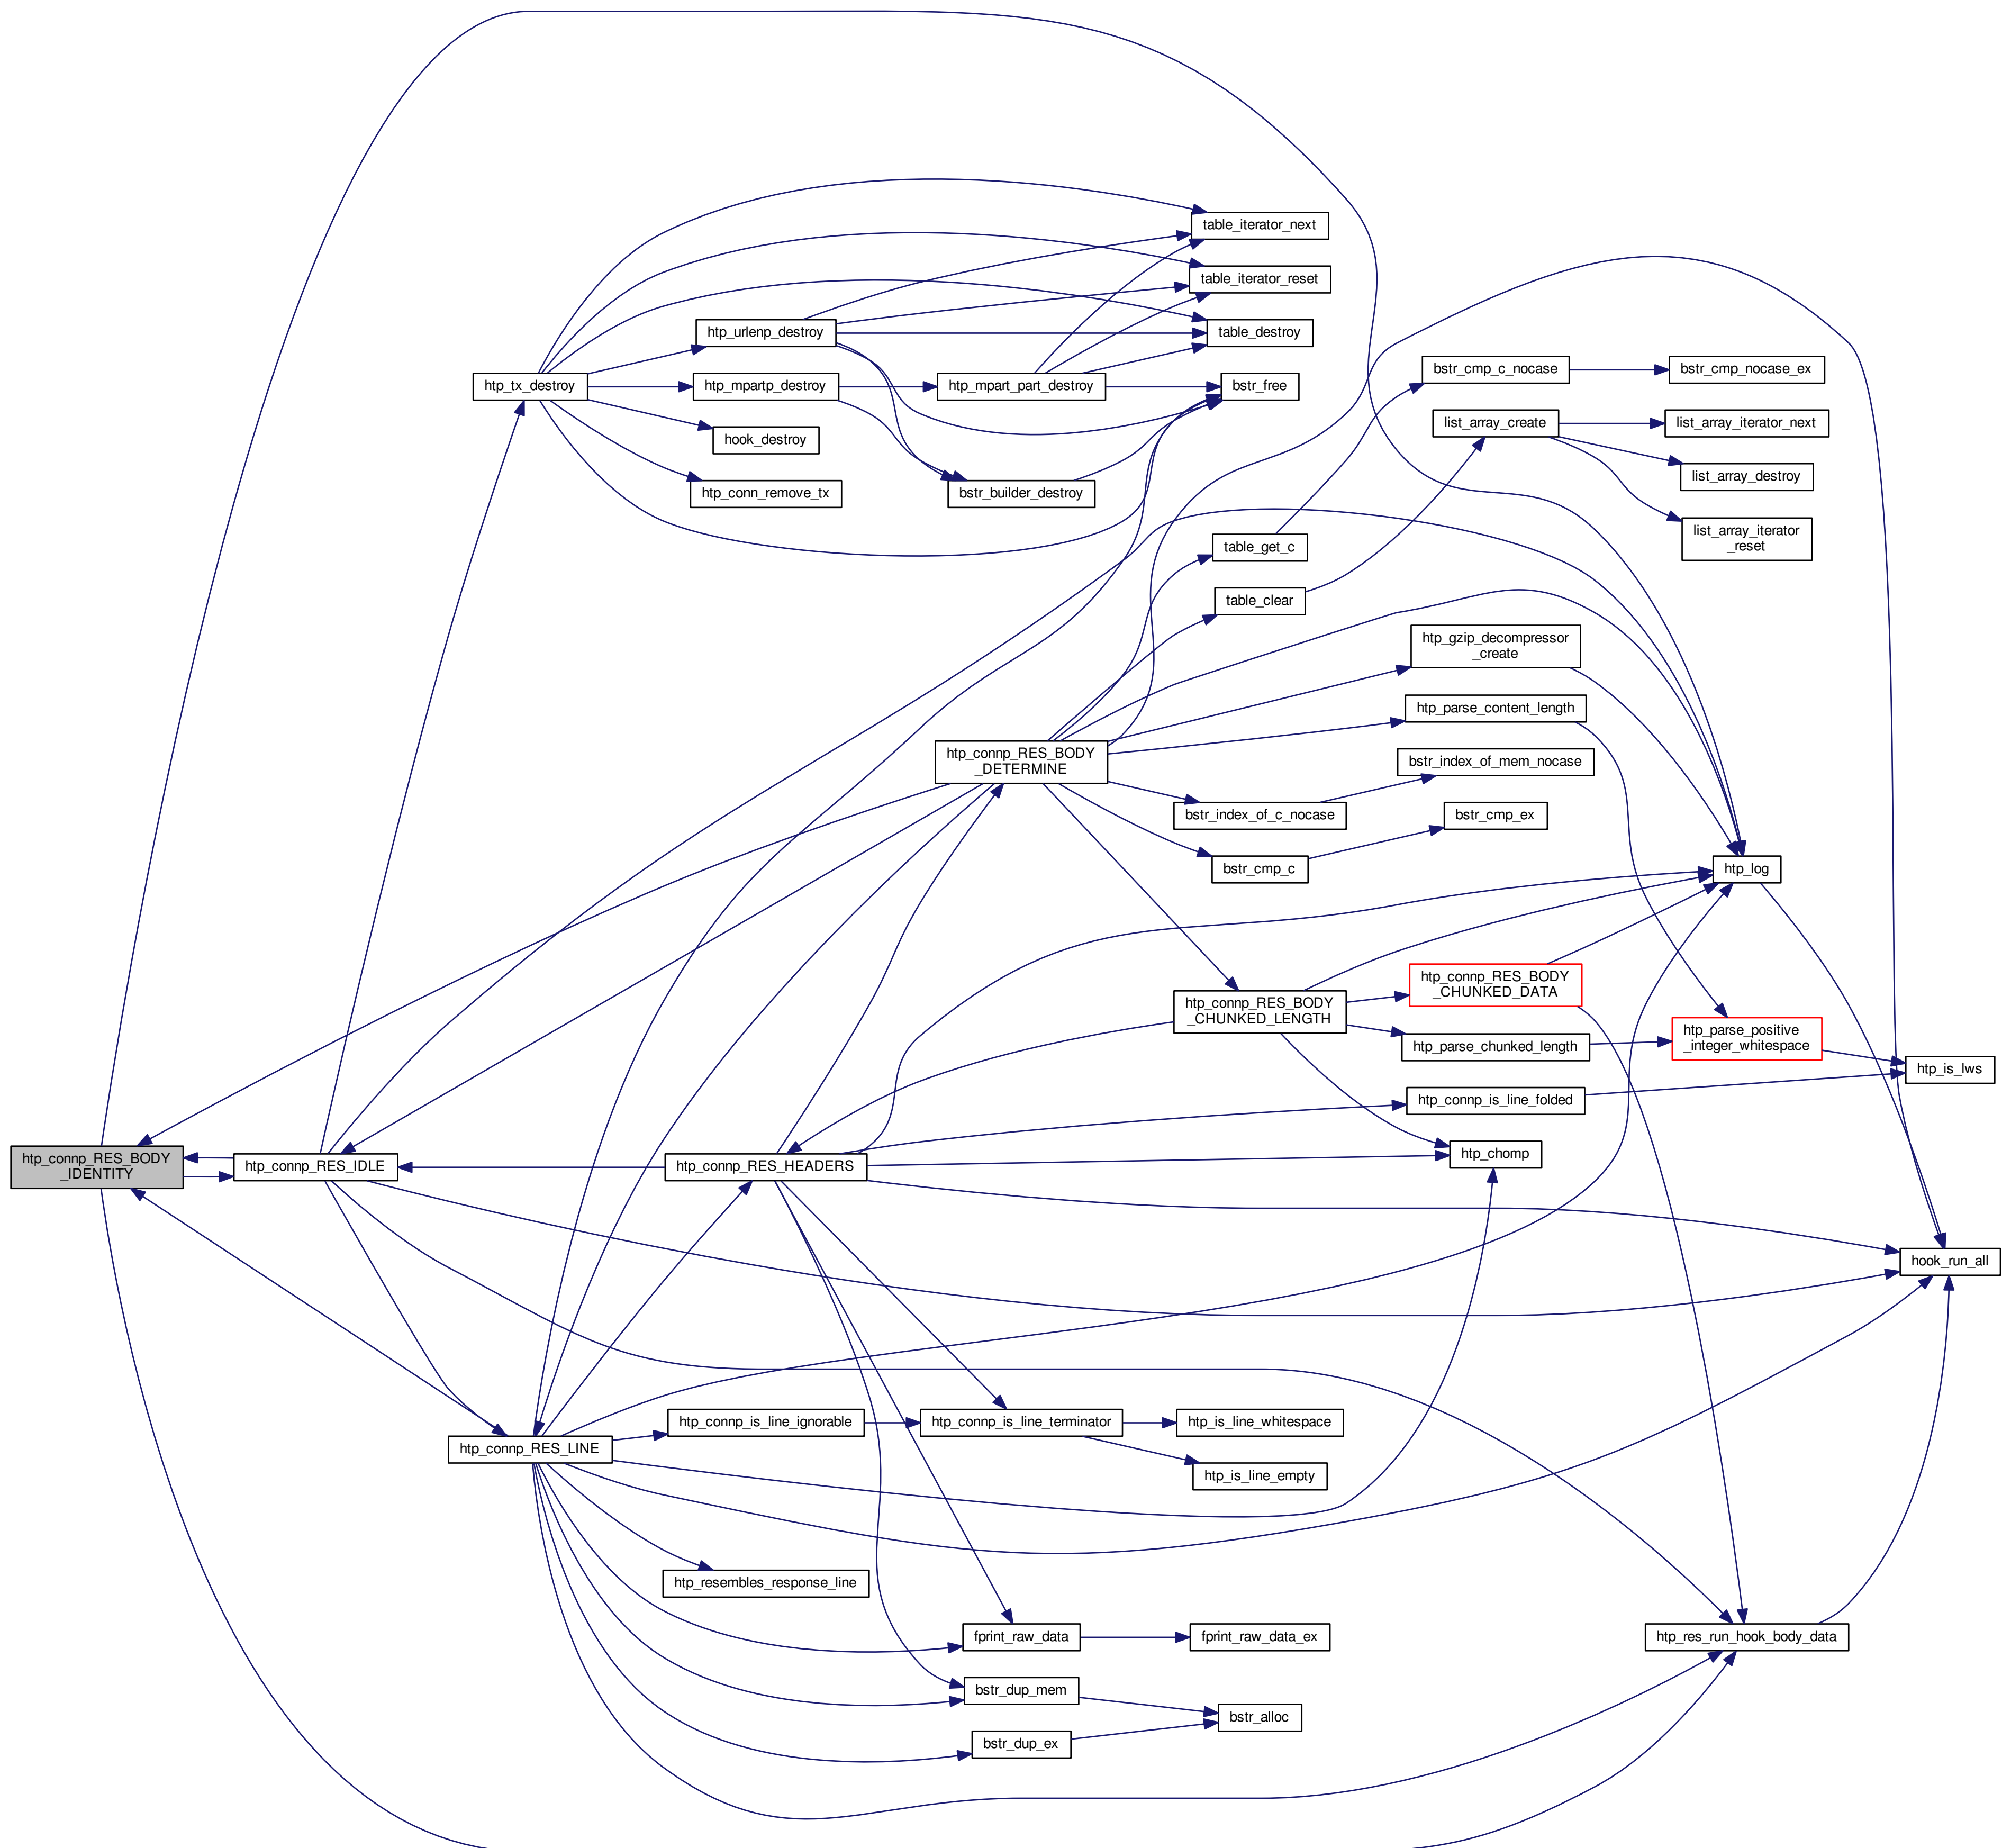 table_iterator_next
table_iterator_reset
htp_urlenp_destroy
table_destroy
bstr_cmp_c_nocase
bstr_cmp_nocase_ex
htp_tx_destroy
htp_mpartp_destroy
htp_mpart_part_destroy
bstr_free
list_array_create
list_array_iterator_next
hook_destroy
list_array_destroy
htp_conn_remove_tx
bstr_builder_destroy
list_array_iterator
_reset
table_get_c
table_clear
htp_gzip_decompressor
_create
htp_parse_content_length
htp_connp_RES_BODY
_DETERMINE
bstr_index_of_mem_nocase
bstr_index_of_c_nocase
bstr_cmp_ex
bstr_cmp_c
htp_log
htp_connp_RES_BODY
_CHUNKED_DATA
htp_connp_RES_BODY
_CHUNKED_LENGTH
htp_parse_chunked_length
htp_parse_positive
_integer_whitespace
htp_is_lws
htp_connp_is_line_folded
htp_connp_RES_BODY
_IDENTITY
htp_connp_RES_IDLE
htp_connp_RES_HEADERS
htp_chomp
hook_run_all
htp_connp_RES_LINE
htp_connp_is_line_ignorable
htp_connp_is_line_terminator
htp_is_line_whitespace
htp_is_line_empty
htp_resembles_response_line
fprint_raw_data
fprint_raw_data_ex
htp_res_run_hook_body_data
bstr_dup_mem
bstr_alloc
bstr_dup_ex